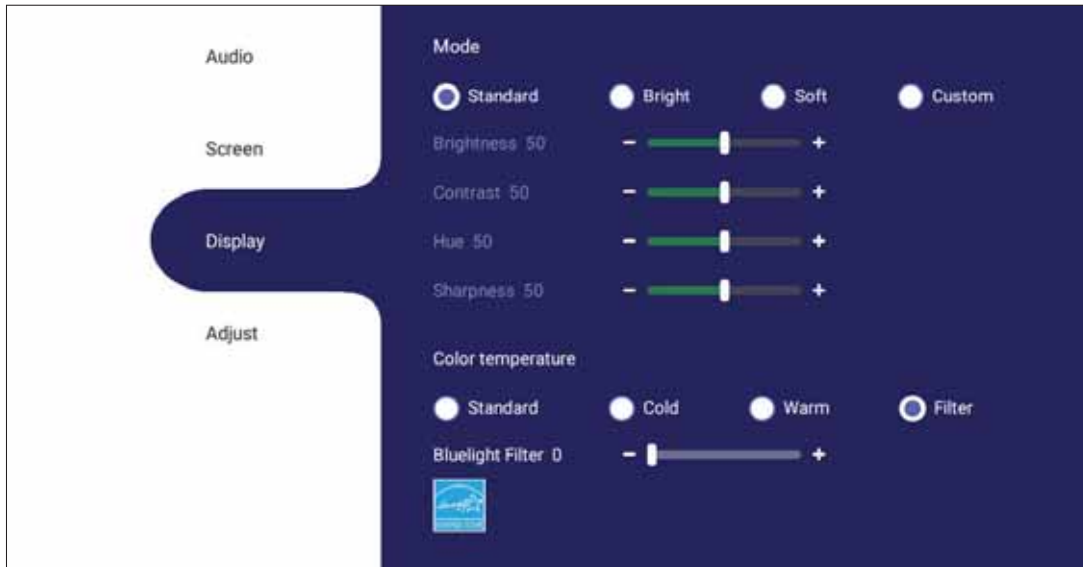 Audio
Screen
Display
Adjust
Mode
Standard Bright Soft Custom
Brightness 50 - +
Contrast 50 - +
Hue 50 - +
Sharpness 50 - +
Color temperature
Standard Cold Warm Filter
Bluelight Filter 0 - +